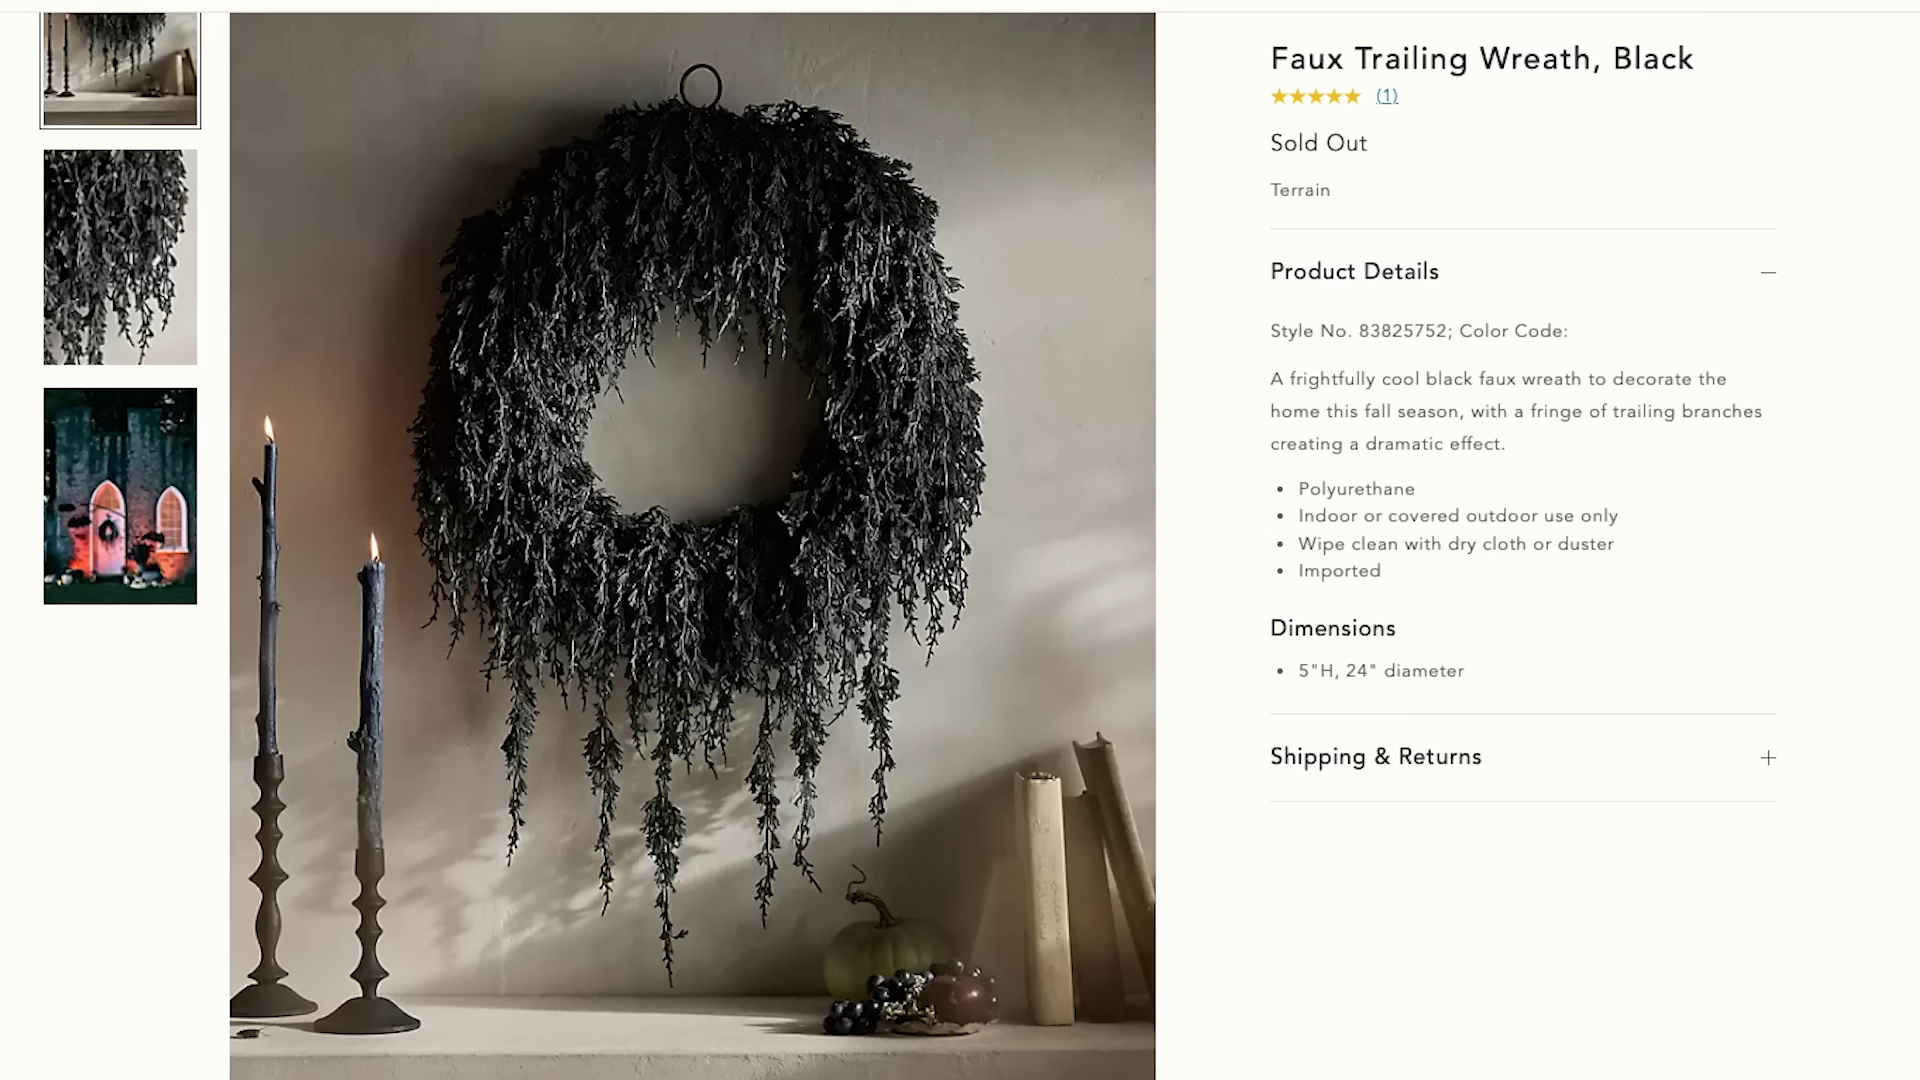 Faux Trailing Wreath, Black
(1)
Sold Out
Terrain
Product Details
Style No. 83825752; Color Code:
A frightfully cool black faux wreath to decorate the
home this fall season, with a fringe of trailing branches
creating a dramatic effect.
• Polyurethane
• Indoor or covered outdoor use only
• Wipe clean with dry cloth or duster
• Imported
Dimensions
• 5"H, 24" diameter
Shipping & Returns